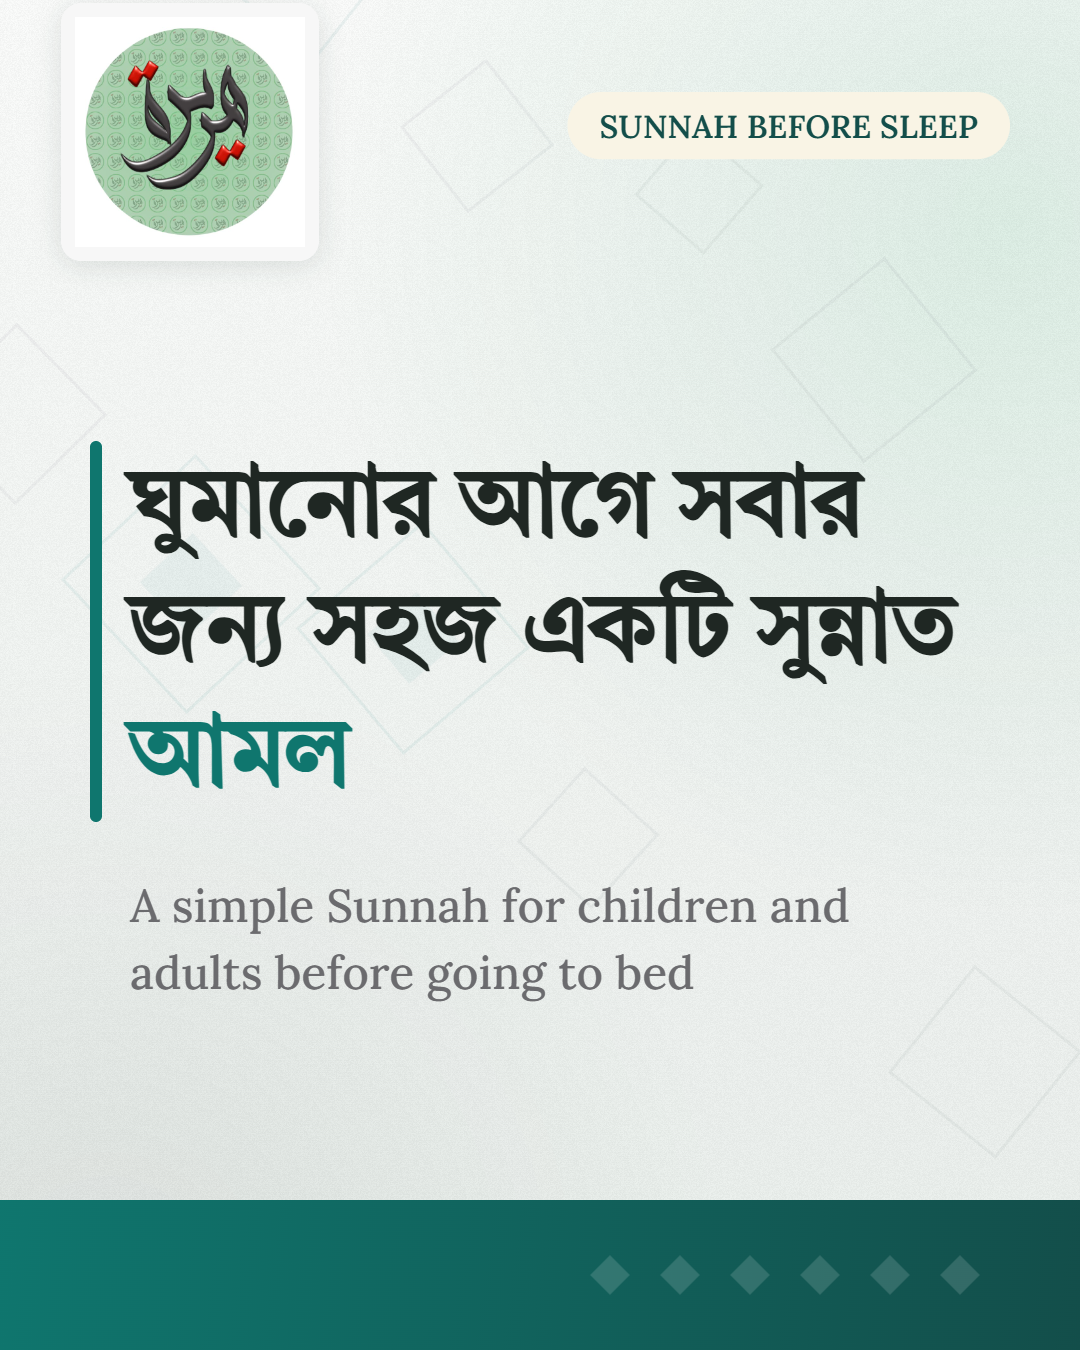 SUNNAH BEFORE SLEEP
ঘুমানোর আগে সবার
জন্য সহজ একটি সুন্নাত
আমল
A simple Sunnah for children and
adults before going to bed